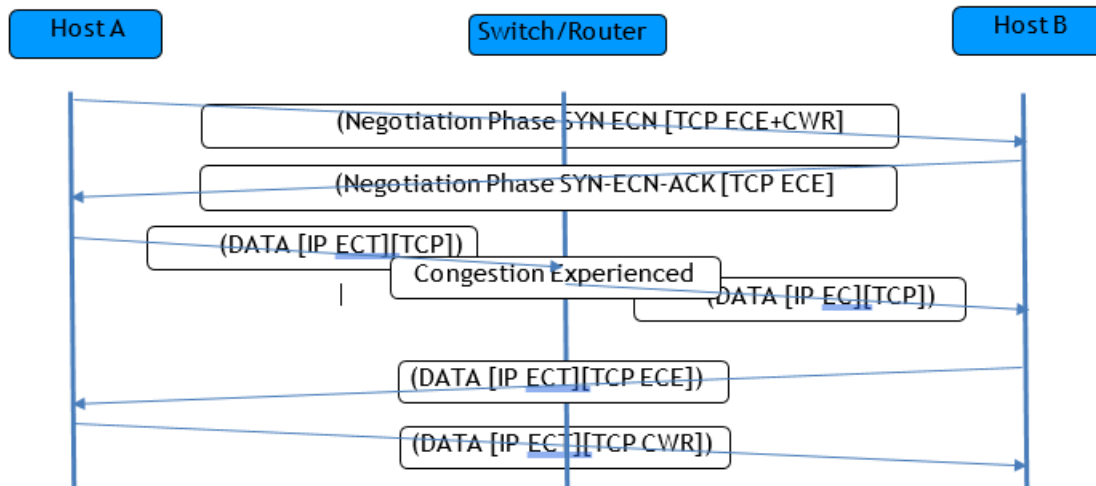 Host A
Switch/Router
Host B
(Negotiation Phase SYN ECN [TCP ECE+CWR]
(Negotiation Phase SYN-ECN-ACK [TCP ECE]
(DATA [IP ECT][TCP])
Congestion Experienced
(DATA [IP EC][TCP])
(DATA [IP ECT][TCP ECE])
(DATA [IP ECT][TCP CWR])